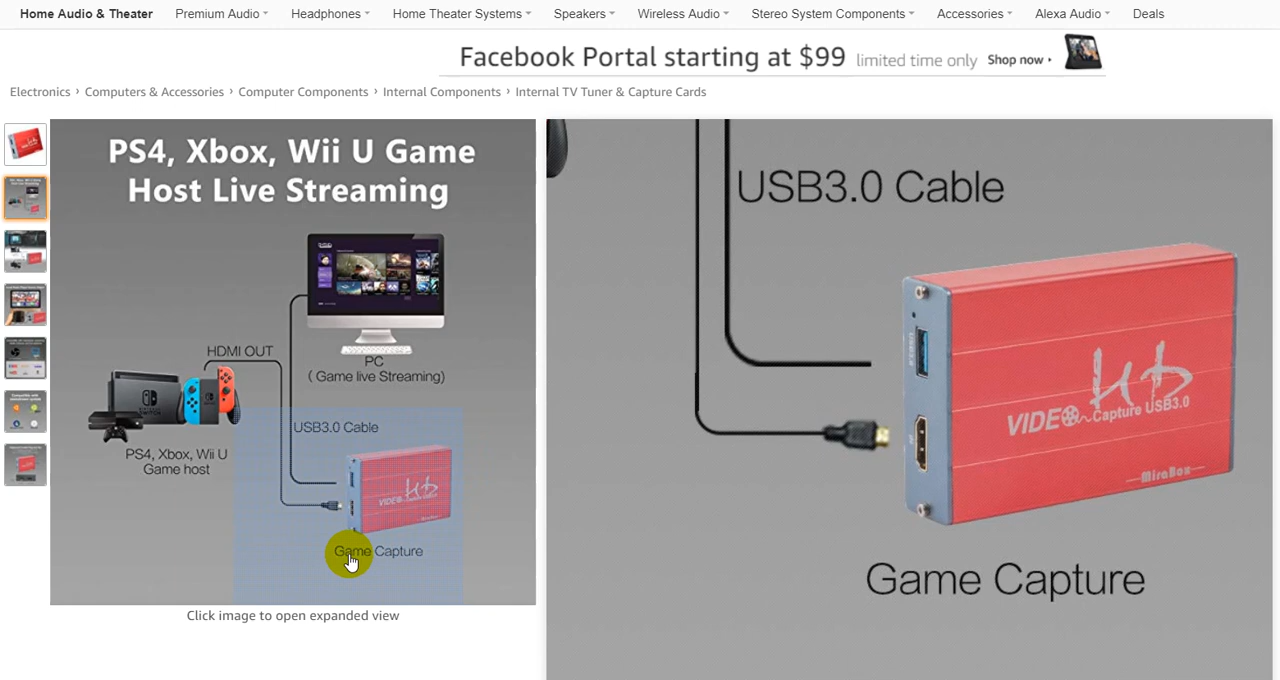 Home Audio & Theater Premium Audio Headphones Home Theater Systems Speakers Wireless Audio Stereo System Components Accessories Alexa Audio Deals
Facebook Portal starting at $99 limited time only Shop now
Electronics › Computers & Accessories › Computer Components › Internal Components › Internal TV Tuner & Capture Cards
PS4, Xbox, Wii U Game
Host Live Streaming
HDMI OUT
PC
( Game live Streaming)
PS4, Xbox, Wii U
Game host
USB3.0 Cable
VIDEO
Game Capture
Click image to open expanded view
USB3.0 Cable
HD
VIDEO Capture USB3.0
MiraBox
Game Capture